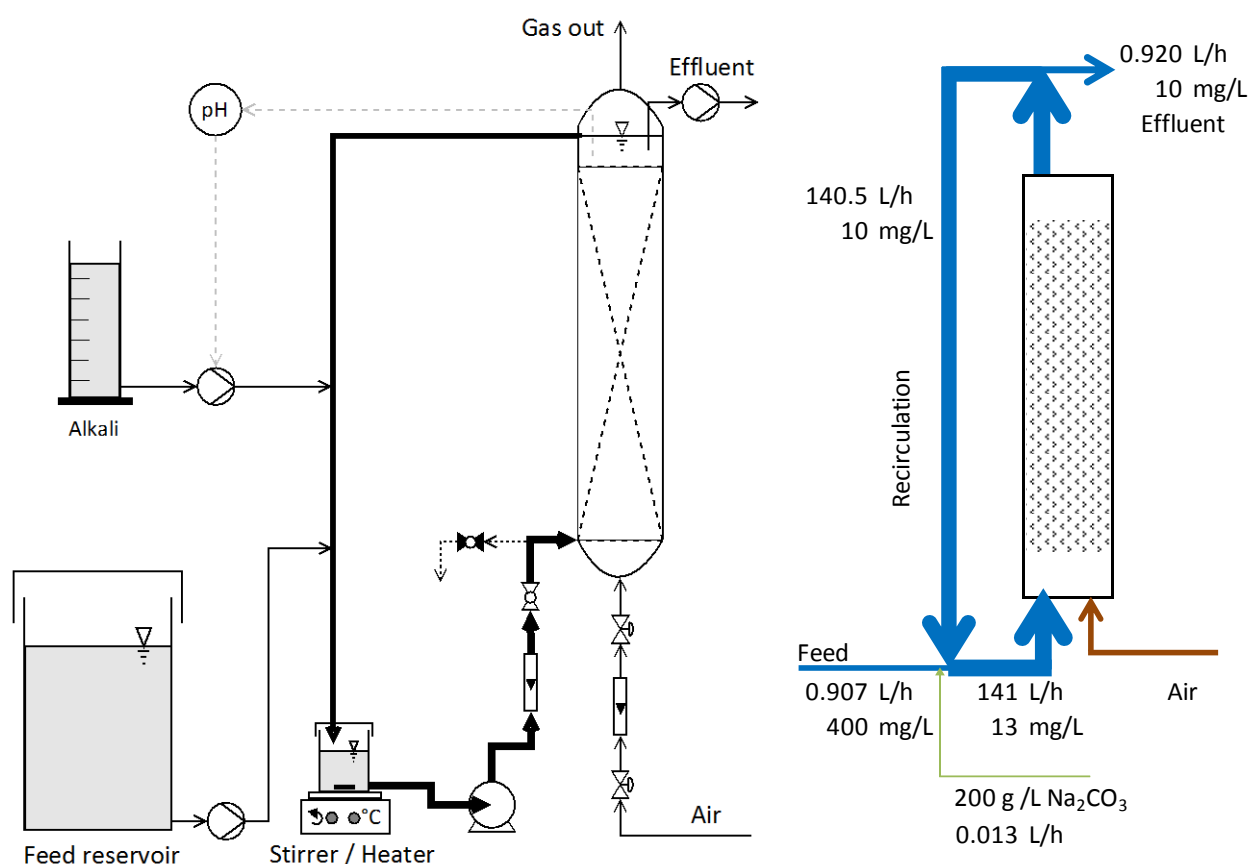 Gas out
Effluent
pH
Alkali
Feed reservoir
°C
Stirrer / Heater
Air
0.920 L/h
10 mg/L
Effluent
140.5 L/h
10 mg/L
Recirculation
Feed
0.907 L/h
400 mg/L
141 L/h
13 mg/L
Air
200 g /L Na₂CO₃
0.013 L/h